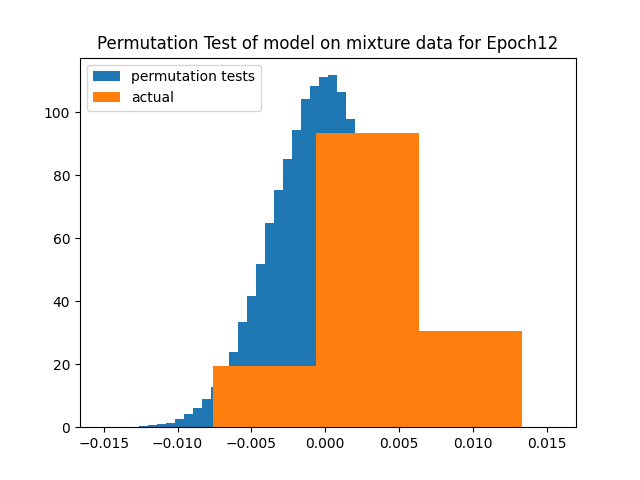 Permutation Test of model on mixture data for Epoch12
permutation tests
actual
100
80
60
40
20
0
−0.015 −0.010 −0.005 0.000 0.005 0.010 0.015